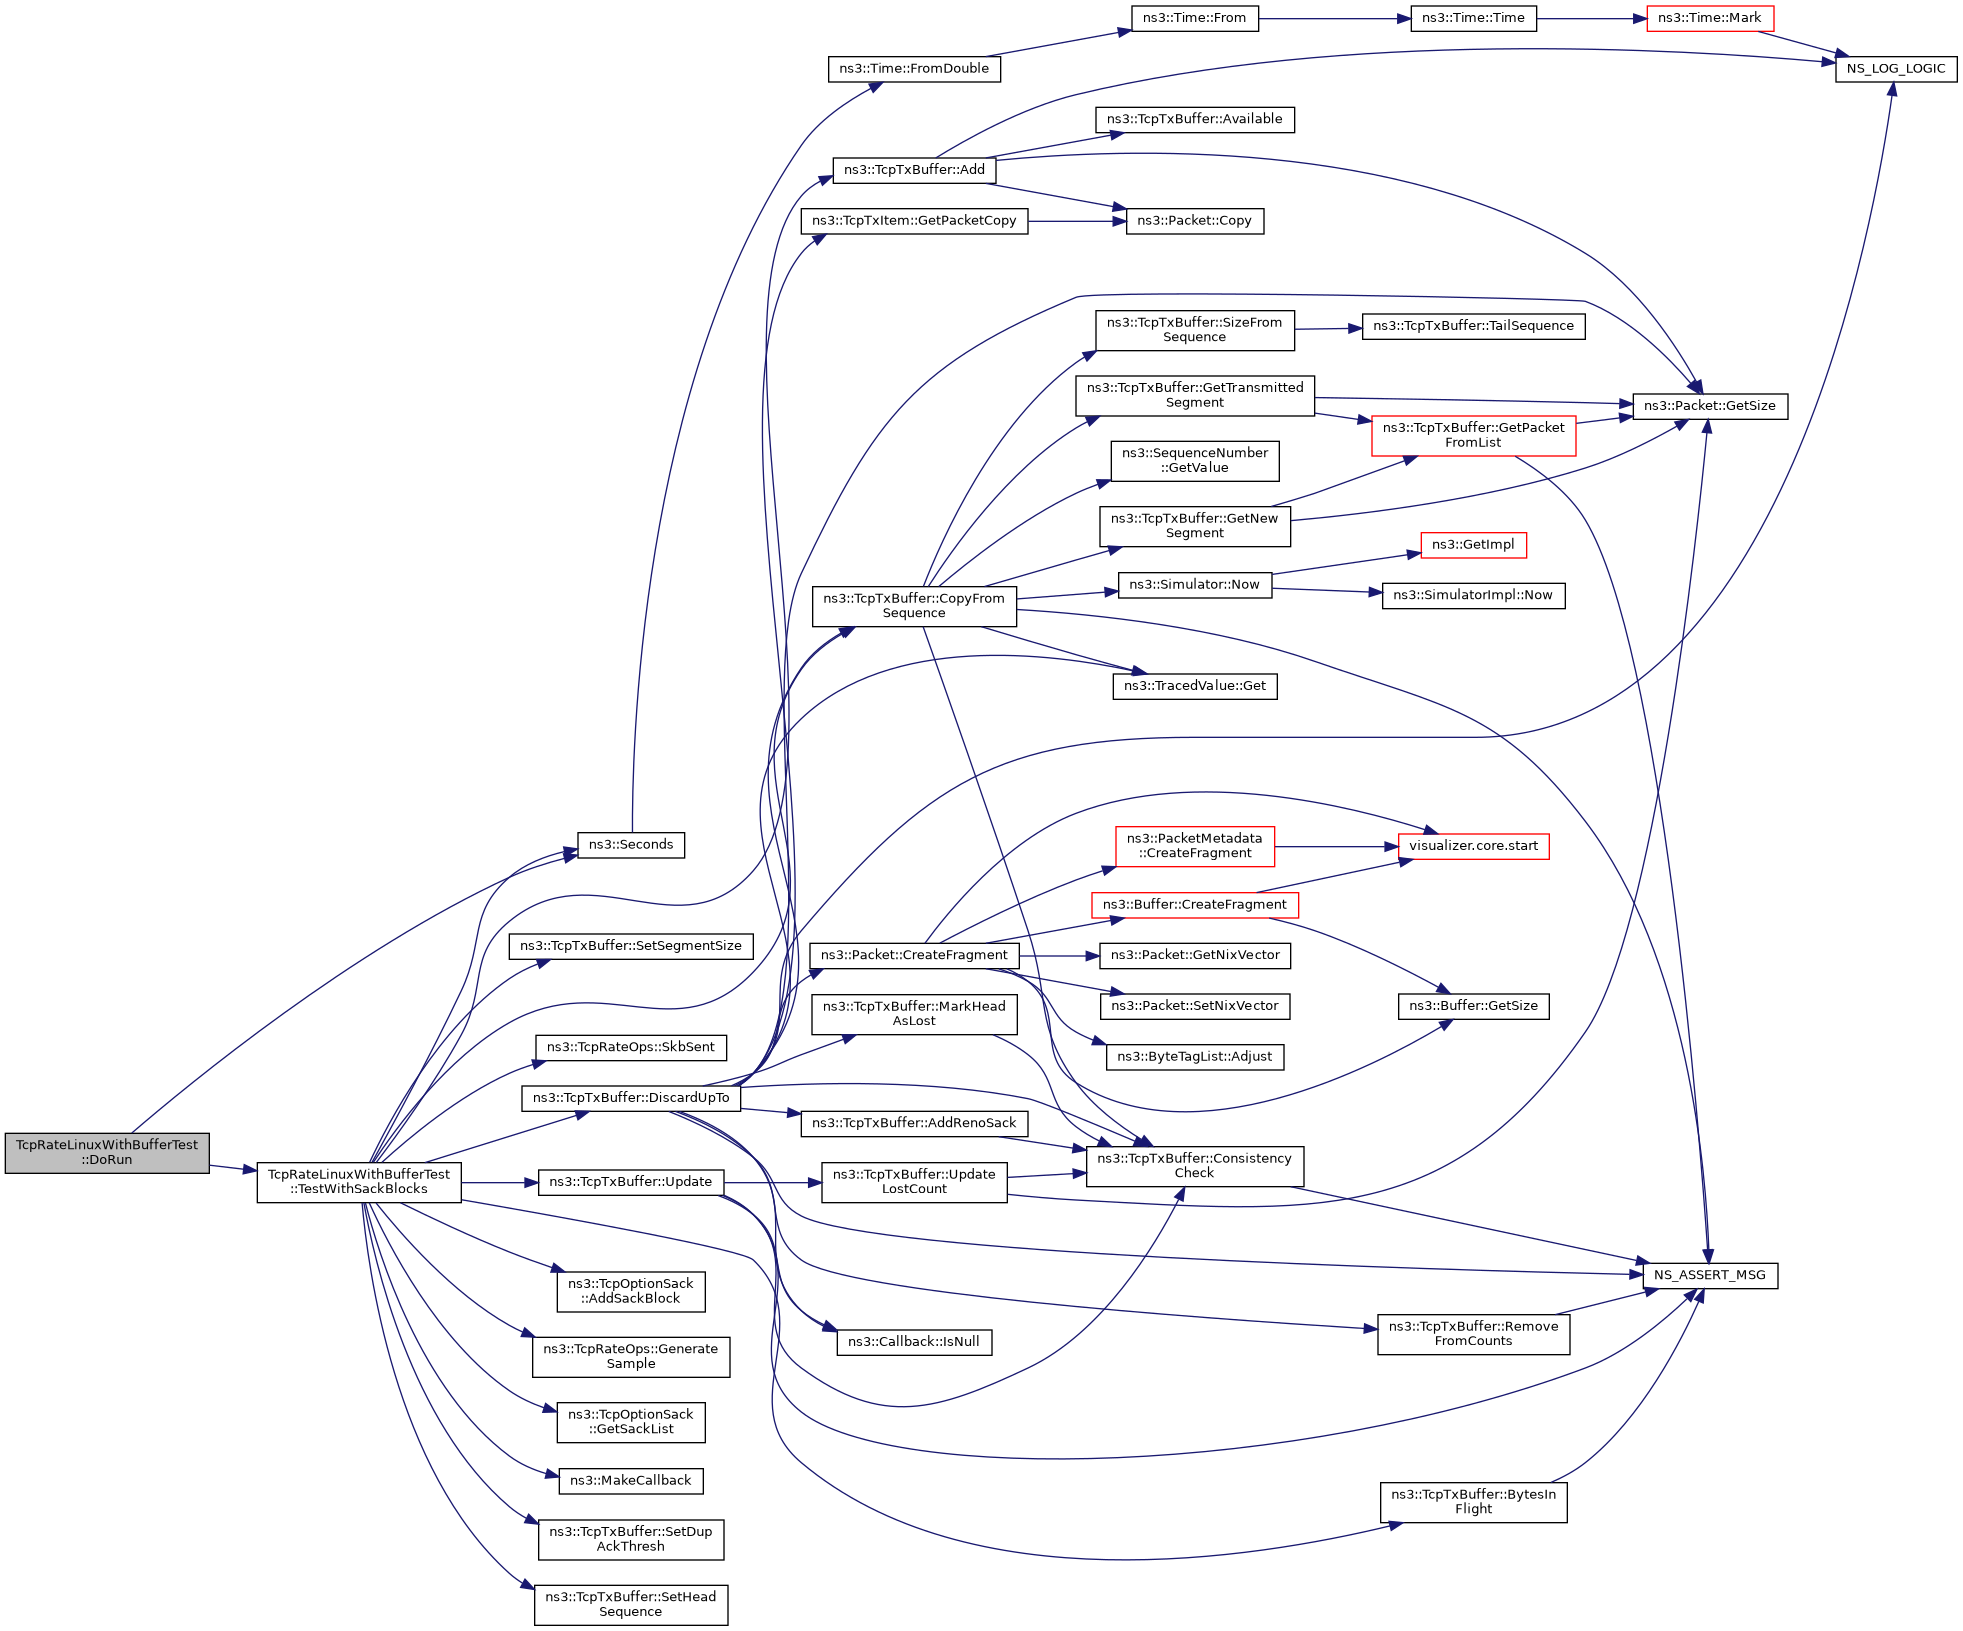 ns3::Time::From
ns3::Time::Time
ns3::Time::Mark
ns3::Time::FromDouble
NS_LOG_LOGIC
ns3::TcpTxBuffer::Available
ns3::TcpTxBuffer::Add
ns3::TcpTxItem::GetPacketCopy
ns3::Packet::Copy
ns3::TcpTxBuffer::SizeFrom
Sequence
ns3::TcpTxBuffer::TailSequence
ns3::TcpTxBuffer::GetTransmitted
Segment
ns3::Packet::GetSize
ns3::TcpTxBuffer::GetPacket
FromList
ns3::SequenceNumber
::GetValue
ns3::TcpTxBuffer::GetNew
Segment
ns3::GetImpl
ns3::Simulator::Now
ns3::SimulatorImpl::Now
ns3::TcpTxBuffer::CopyFrom
Sequence
ns3::TracedValue::Get
ns3::Seconds
ns3::PacketMetadata
::CreateFragment
visualizer.core.start
ns3::Buffer::CreateFragment
ns3::TcpTxBuffer::SetSegmentSize
ns3::Packet::CreateFragment
ns3::Packet::GetNixVector
ns3::Packet::SetNixVector
ns3::Buffer::GetSize
ns3::TcpTxBuffer::MarkHead
AsLost
ns3::TcpRateOps::SkbSent
ns3::ByteTagList::Adjust
ns3::TcpTxBuffer::DiscardUpTo
ns3::TcpTxBuffer::AddRenoSack
TcpRateLinuxWithBufferTest
::DoRun
ns3::TcpTxBuffer::Consistency
Check
TcpRateLinuxWithBufferTest
::TestWithSackBlocks
ns3::TcpTxBuffer::Update
ns3::TcpTxBuffer::Update
LostCount
NS_ASSERT_MSG
ns3::TcpOptionSack
::AddSackBlock
ns3::TcpTxBuffer::Remove
FromCounts
ns3::Callback::IsNull
ns3::TcpRateOps::Generate
Sample
ns3::TcpOptionSack
::GetSackList
ns3::MakeCallback
ns3::TcpTxBuffer::BytesIn
Flight
ns3::TcpTxBuffer::SetDup
AckThresh
ns3::TcpTxBuffer::SetHead
Sequence